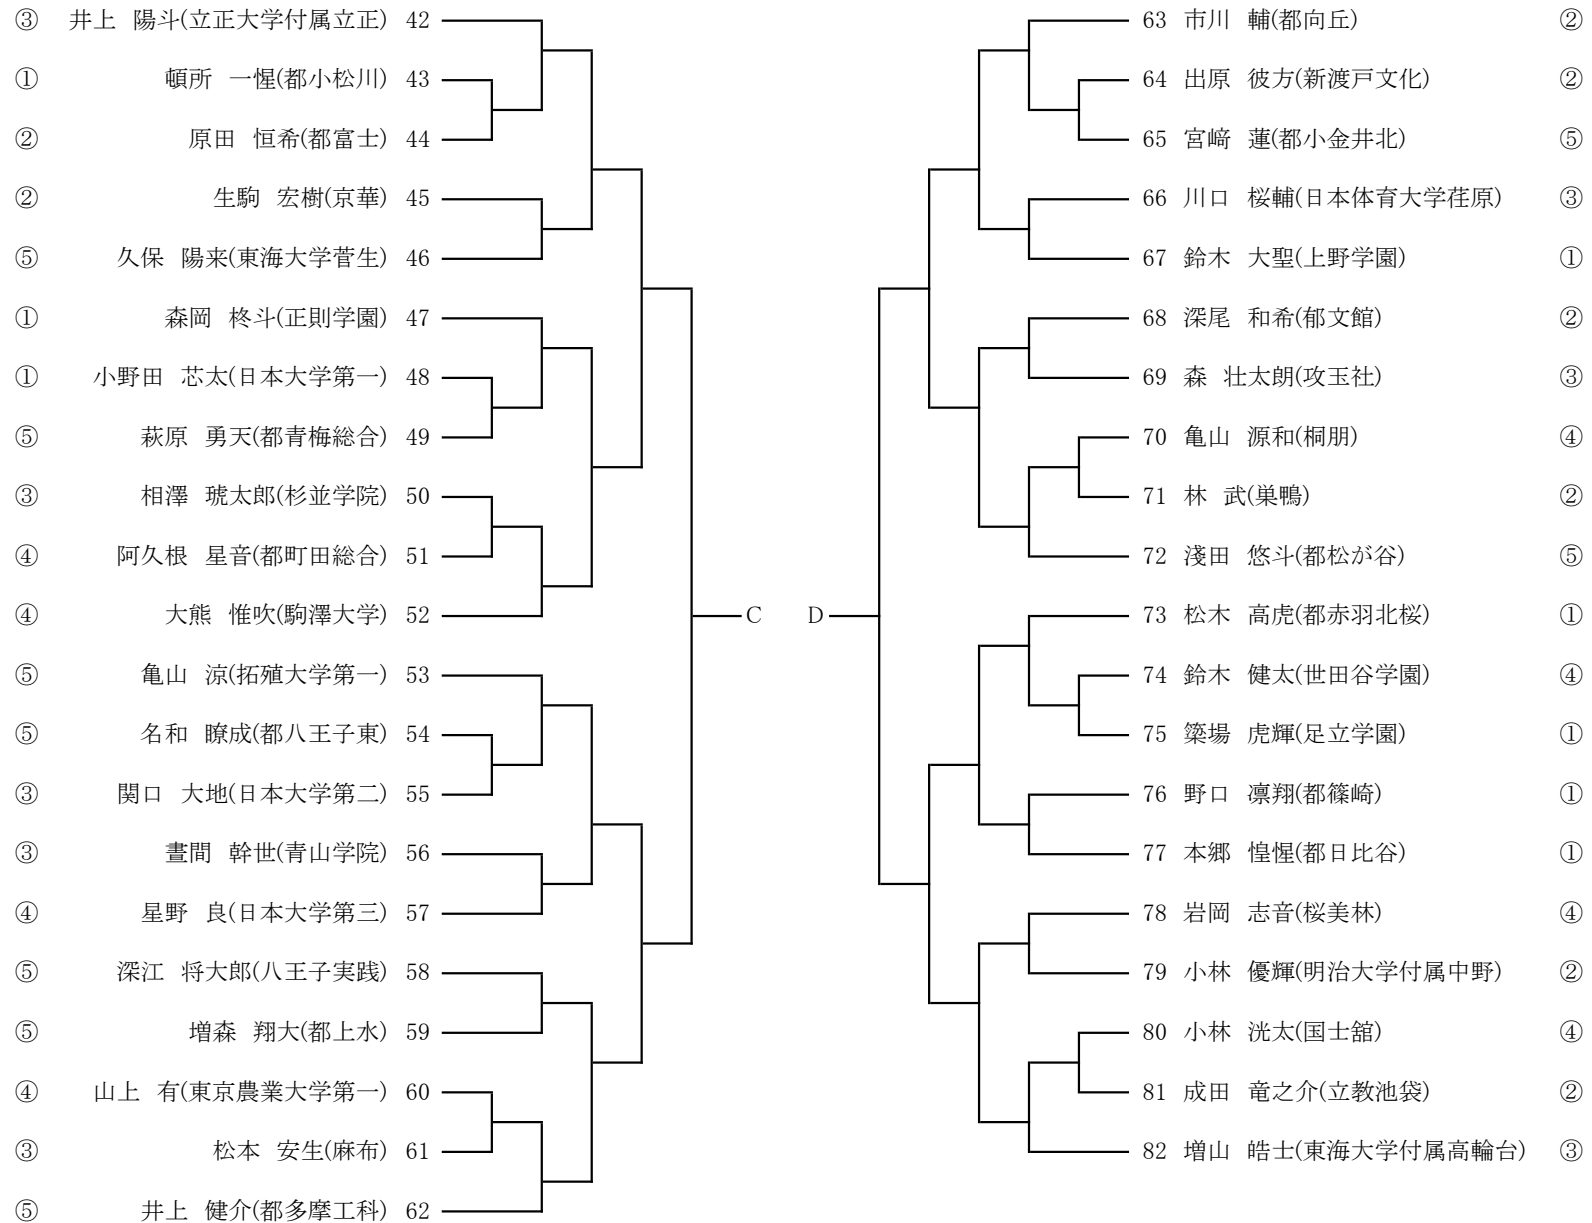 ③ 井上 陽斗(立正大学付属立正) 42
① 頓所 一惺(都小松川) 43
② 原田 恒希(都富士) 44
② 生駒 宏樹(京華) 45
⑤ 久保 陽来(東海大学菅生) 46
① 森岡 柊斗(正則学園) 47
① 小野田 芯太(日本大学第一) 48
⑤ 萩原 勇天(都青梅総合) 49
③ 相澤 琥太郎(杉並学院) 50
④ 阿久根 星音(都町田総合) 51
④ 大熊 惟吹(駒澤大学) 52
⑤ 亀山 涼(拓殖大学第一) 53
⑤ 名和 瞭成(都八王子東) 54
③ 関口 大地(日本大学第二) 55
③ 晝間 幹世(青山学院) 56
④ 星野 良(日本大学第三) 57
⑤ 深江 将大郎(八王子実践) 58
⑤ 増森 翔大(都上水) 59
④ 山上 有(東京農業大学第一) 60
③ 松本 安生(麻布) 61
⑤ 井上 健介(都多摩工科) 62
C
D
63 市川 輔(都向丘) ②
64 出原 彼方(新渡戸文化) ②
65 宮﨑 蓮(都小金井北) ⑤
66 川口 桜輔(日本体育大学荏原) ③
67 鈴木 大聖(上野学園) ①
68 深尾 和希(郁文館) ②
69 森 壮太朗(攻玉社) ③
70 亀山 源和(桐朋) ④
71 林 武(巣鴨) ②
72 淺田 悠斗(都松が谷) ⑤
73 松木 高虎(都赤羽北桜) ①
74 鈴木 健太(世田谷学園) ④
75 築場 虎輝(足立学園) ①
76 野口 凛翔(都篠崎) ①
77 本郷 惶惺(都日比谷) ①
78 岩岡 志音(桜美林) ④
79 小林 優輝(明治大学付属中野) ②
80 小林 洸太(国士舘) ④
81 成田 竜之介(立教池袋) ②
82 増山 皓士(東海大学付属高輪台) ③